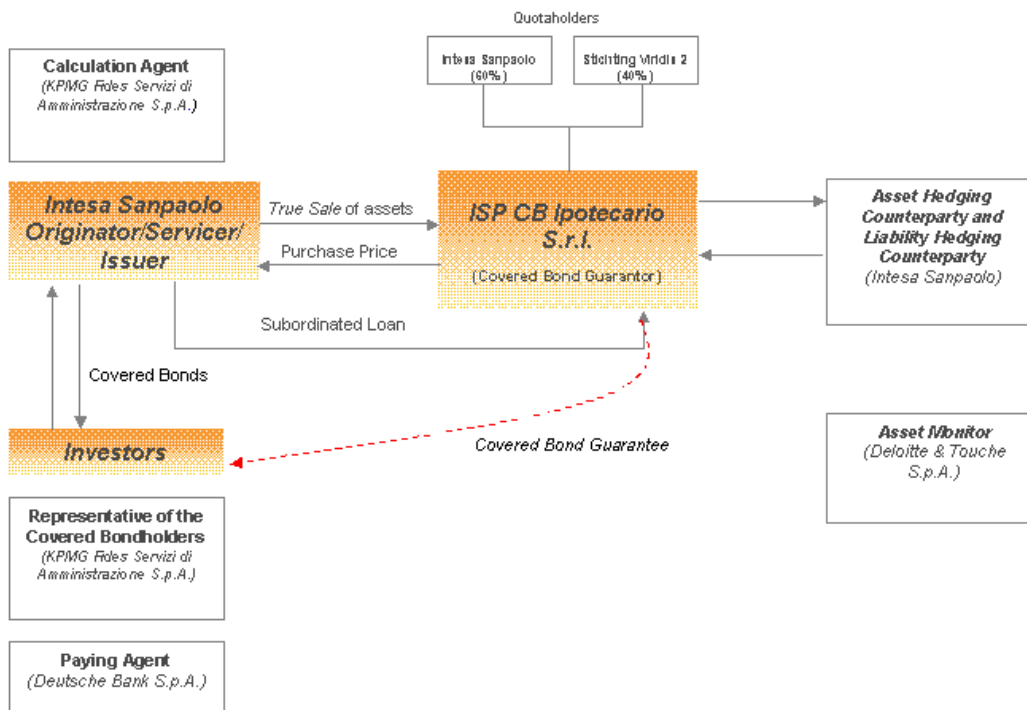 Quotaholders
Intesa Sanpaolo
(60%)
Stichting Viridis 2
(40%)
Calculation Agent
(KPMG Fides Servizi di
Amministrazione S.p.A.)
Intesa Sanpaolo
Originator/Servicer/
Issuer
True Sale of assets
Purchase Price
ISP CB Ipotecario
S.r.l.
(Covered Bond Guarantor)
Asset Hedging
Counterparty and
Liability Hedging
Counterparty
(Intesa Sanpaolo)
Subordinated Loan
Covered Bonds
Investors
Covered Bond Guarantee
Asset Monitor
(Deloitte & Touche
S.p.A.)
Representative of the
Covered Bondholders
(KPMG Fides Servizi di
Amministrazione S.p.A.)
Paying Agent
(Deutsche Bank S.p.A.)